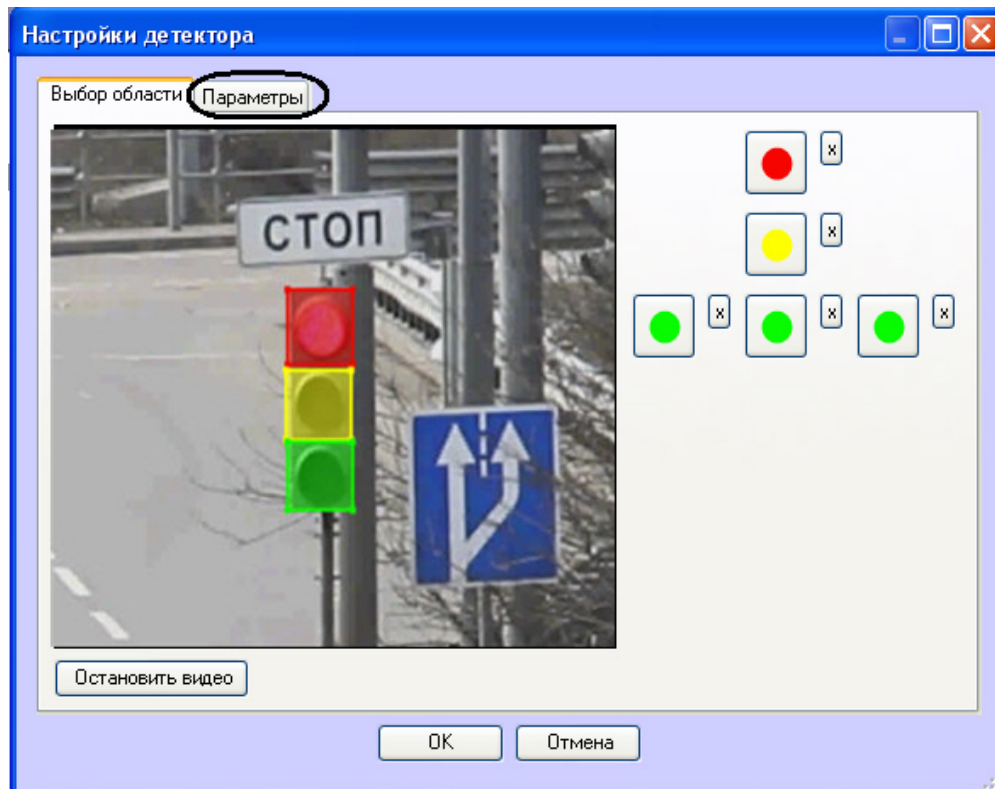 Настройки детектора
Выбор области
Параметры
x
СТОП
x
x
x
x
Остановить видео
OK
Отмена